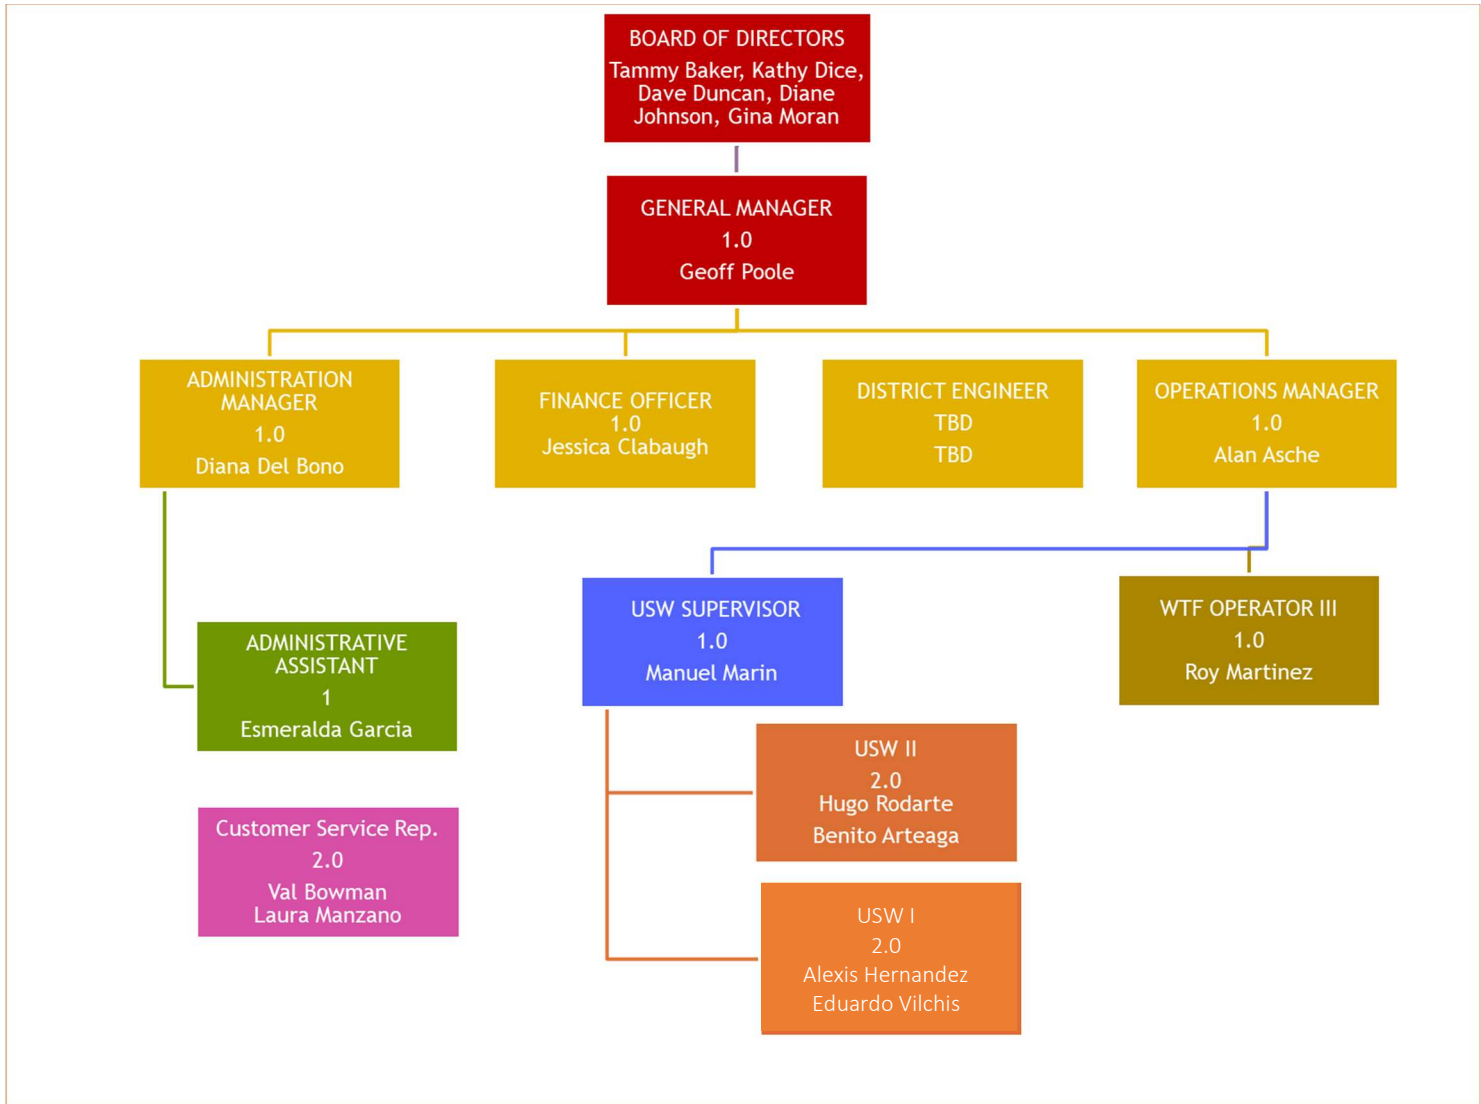 BOARD OF DIRECTORS
Tammy Baker, Kathy Dice,
Dave Duncan, Diane
Johnson, Gina Moran
GENERAL MANAGER
1.0
Geoff Poole
ADMINISTRATION
MANAGER
1.0
Diana Del Bono
FINANCE OFFICER
1.0
Jessica Clabaugh
DISTRICT ENGINEER
TBD
TBD
OPERATIONS MANAGER
1.0
Alan Asche
USW SUPERVISOR
1.0
Manuel Marin
WTF OPERATOR III
1.0
Roy Martinez
ADMINISTRATIVE
ASSISTANT
1
Esmeralda Garcia
USW II
2.0
Hugo Rodarte
Benito Arteaga
Customer Service Rep.
2.0
Val Bowman
Laura Manzano
USW I
2.0
Alexis Hernandez
Eduardo Vilchis